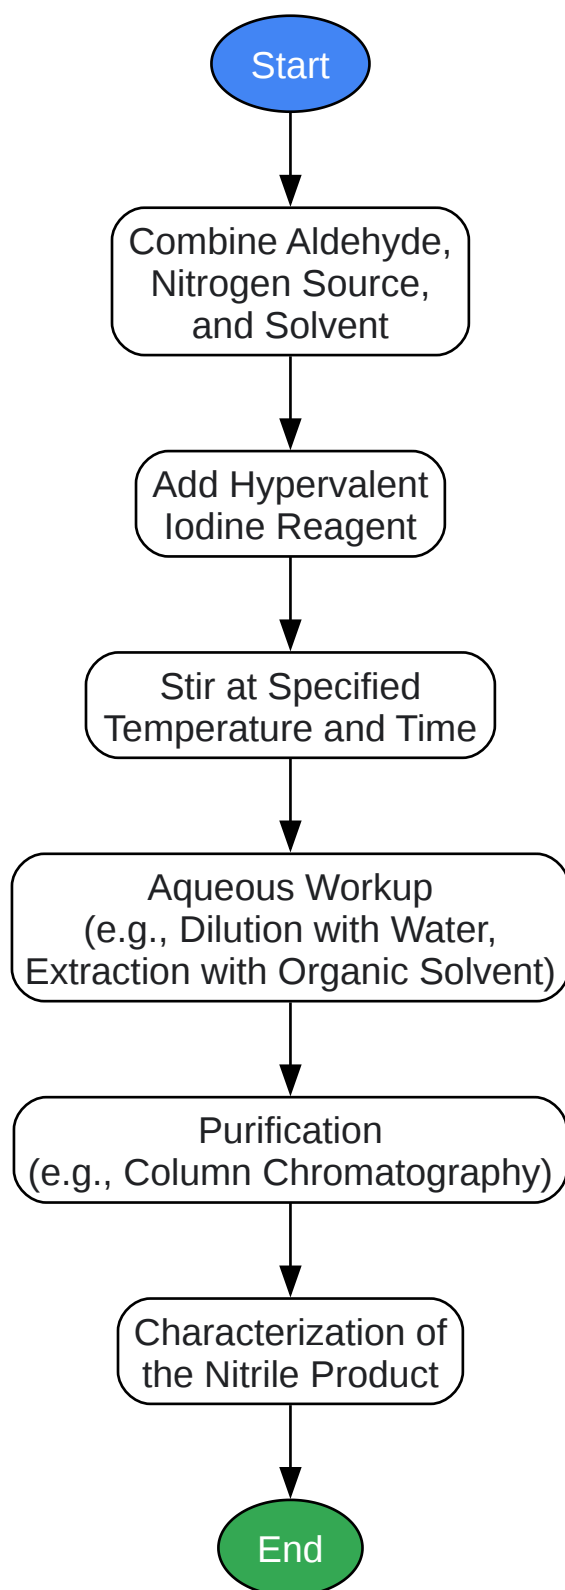 Start
Combine Aldehyde,
Nitrogen Source,
and Solvent
Add Hypervalent
Iodine Reagent
Stir at Specified
Temperature and Time
Aqueous Workup
(e.g., Dilution with Water,
Extraction with Organic Solvent)
Purification
(e.g., Column Chromatography)
Characterization of
the Nitrile Product
End